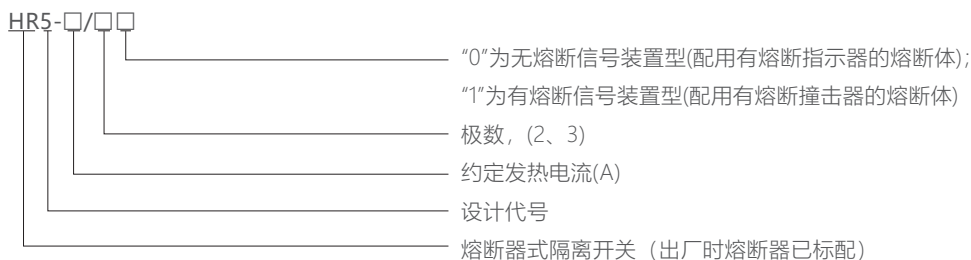 HR5-□/□□
“0”为无熔断信号装置型(配用有熔断指示器的熔断体);
“1”为有熔断信号装置型(配用有熔断撞击器的熔断体)
极数，(2、3)
约定发热电流(A)
设计代号
熔断器式隔离开关（出厂时熔断器已标配）